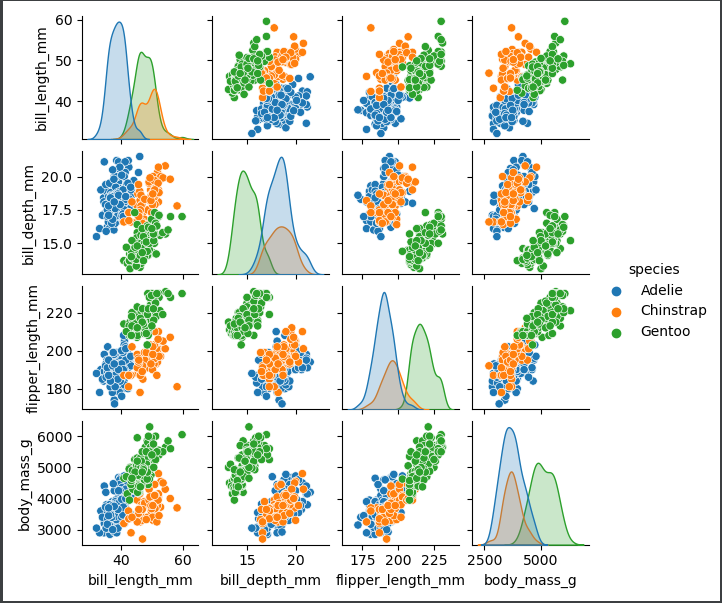 60
40
bill_length_mm
20.0
17.5
15.0
bill_depth_mm
220
200
180
flipper_length_mm
6000
5000
4000
3000
body_mass_g
40 60
bill_length_mm
15 20
bill_depth_mm
175 200 225
flipper_length_mm
2500 5000
body_mass_g
species
Adelie
Chinstrap
Gentoo